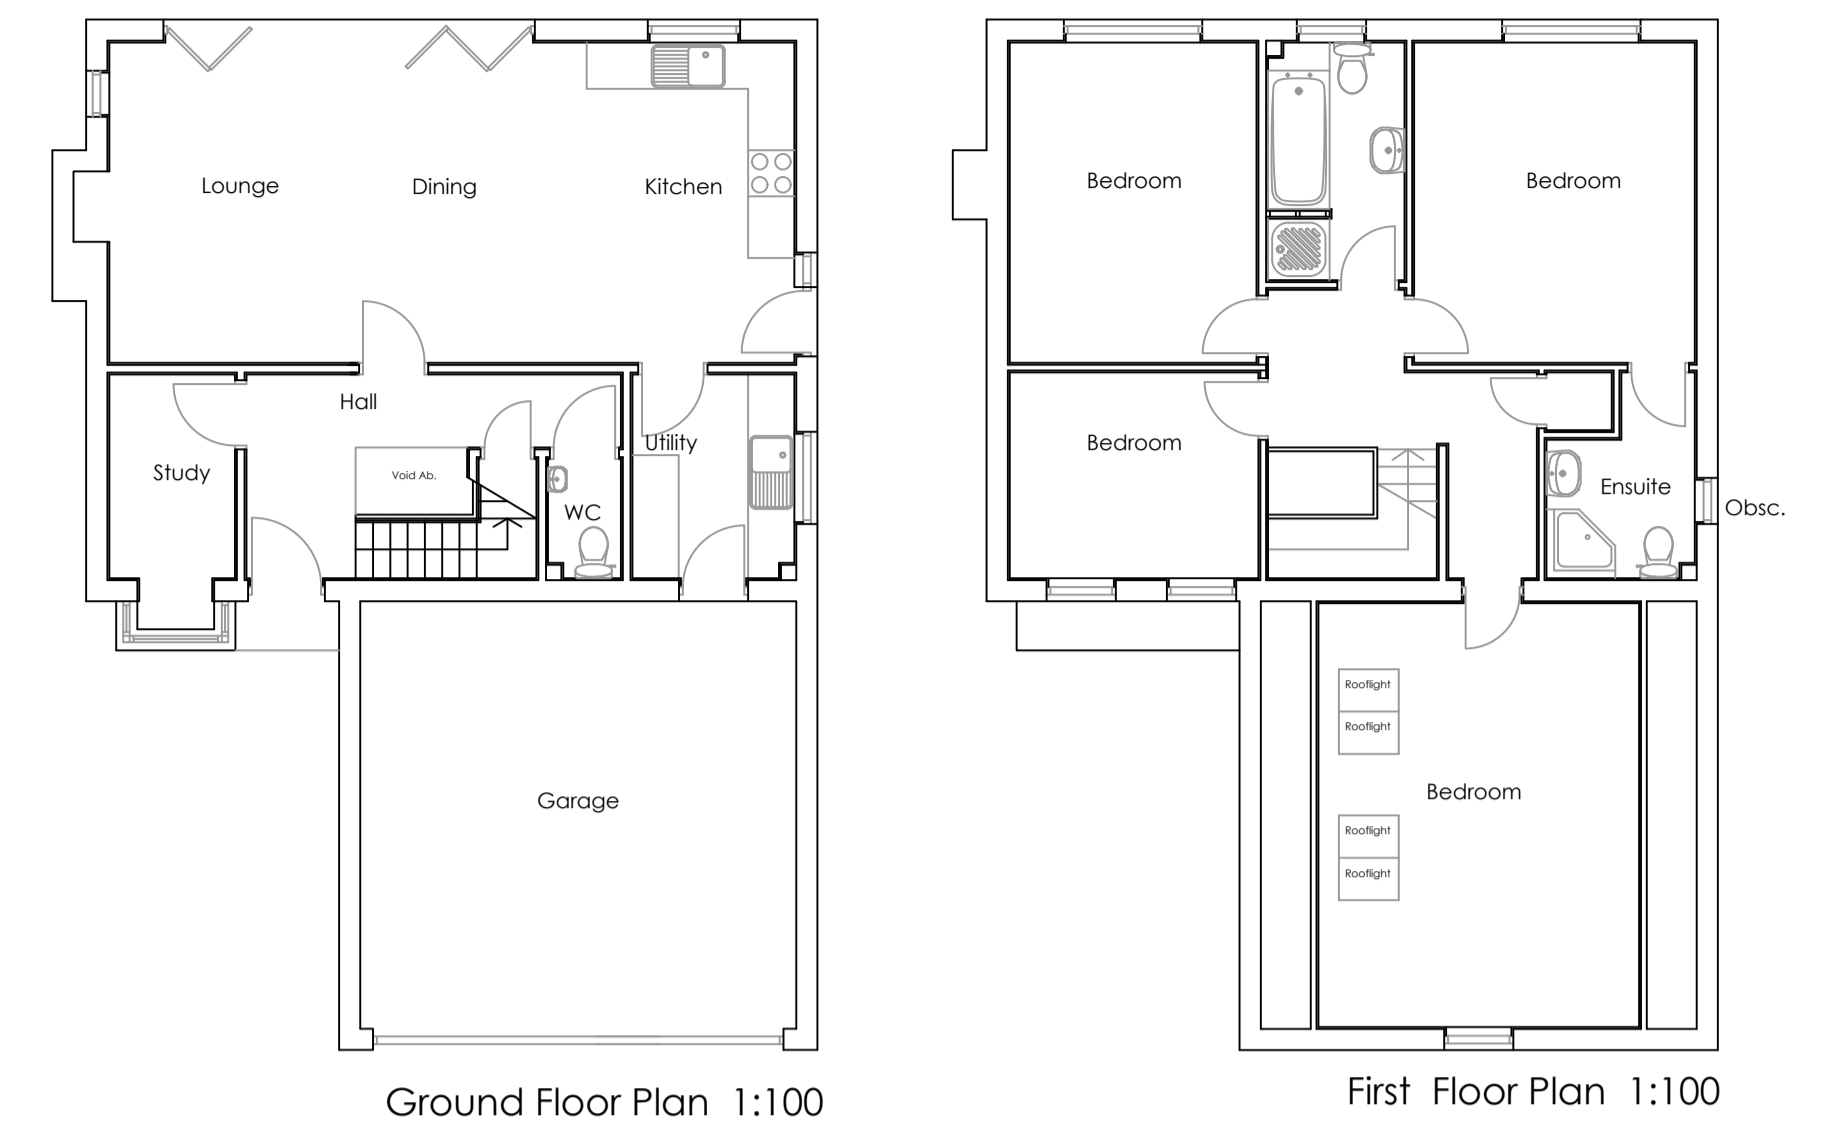 Lounge
Dining
Kitchen
Hall
Utility
Study
Void Ab.
WC
Garage
Ground Floor Plan 1:100
Bedroom
Bedroom
Bedroom
Ensuite
Obsc.
Rooflight
Rooflight
Bedroom
Rooflight
Rooflight
First Floor Plan 1:100